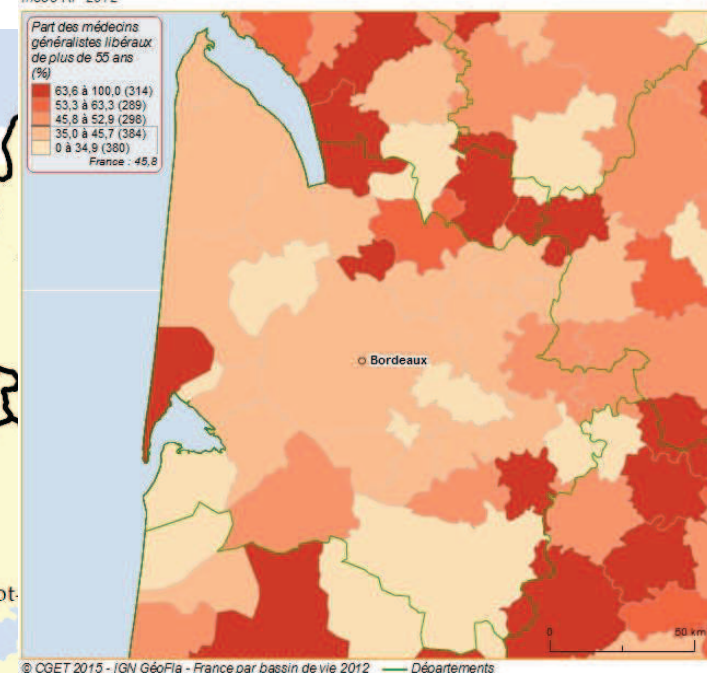 Part des médecins
généralistes libéraux
de plus de 55 ans
(%)
63,6 à 100,0 (314)
53,3 à 63,3 (289)
45,8 à 52,9 (298)
35,0 à 45,7 (384)
0 à 34,9 (380)
France : 45,8
Bordeaux
0 50 km
© CGET 2015 - IGN GéoFla - France par bassin de vie 2012 Départements